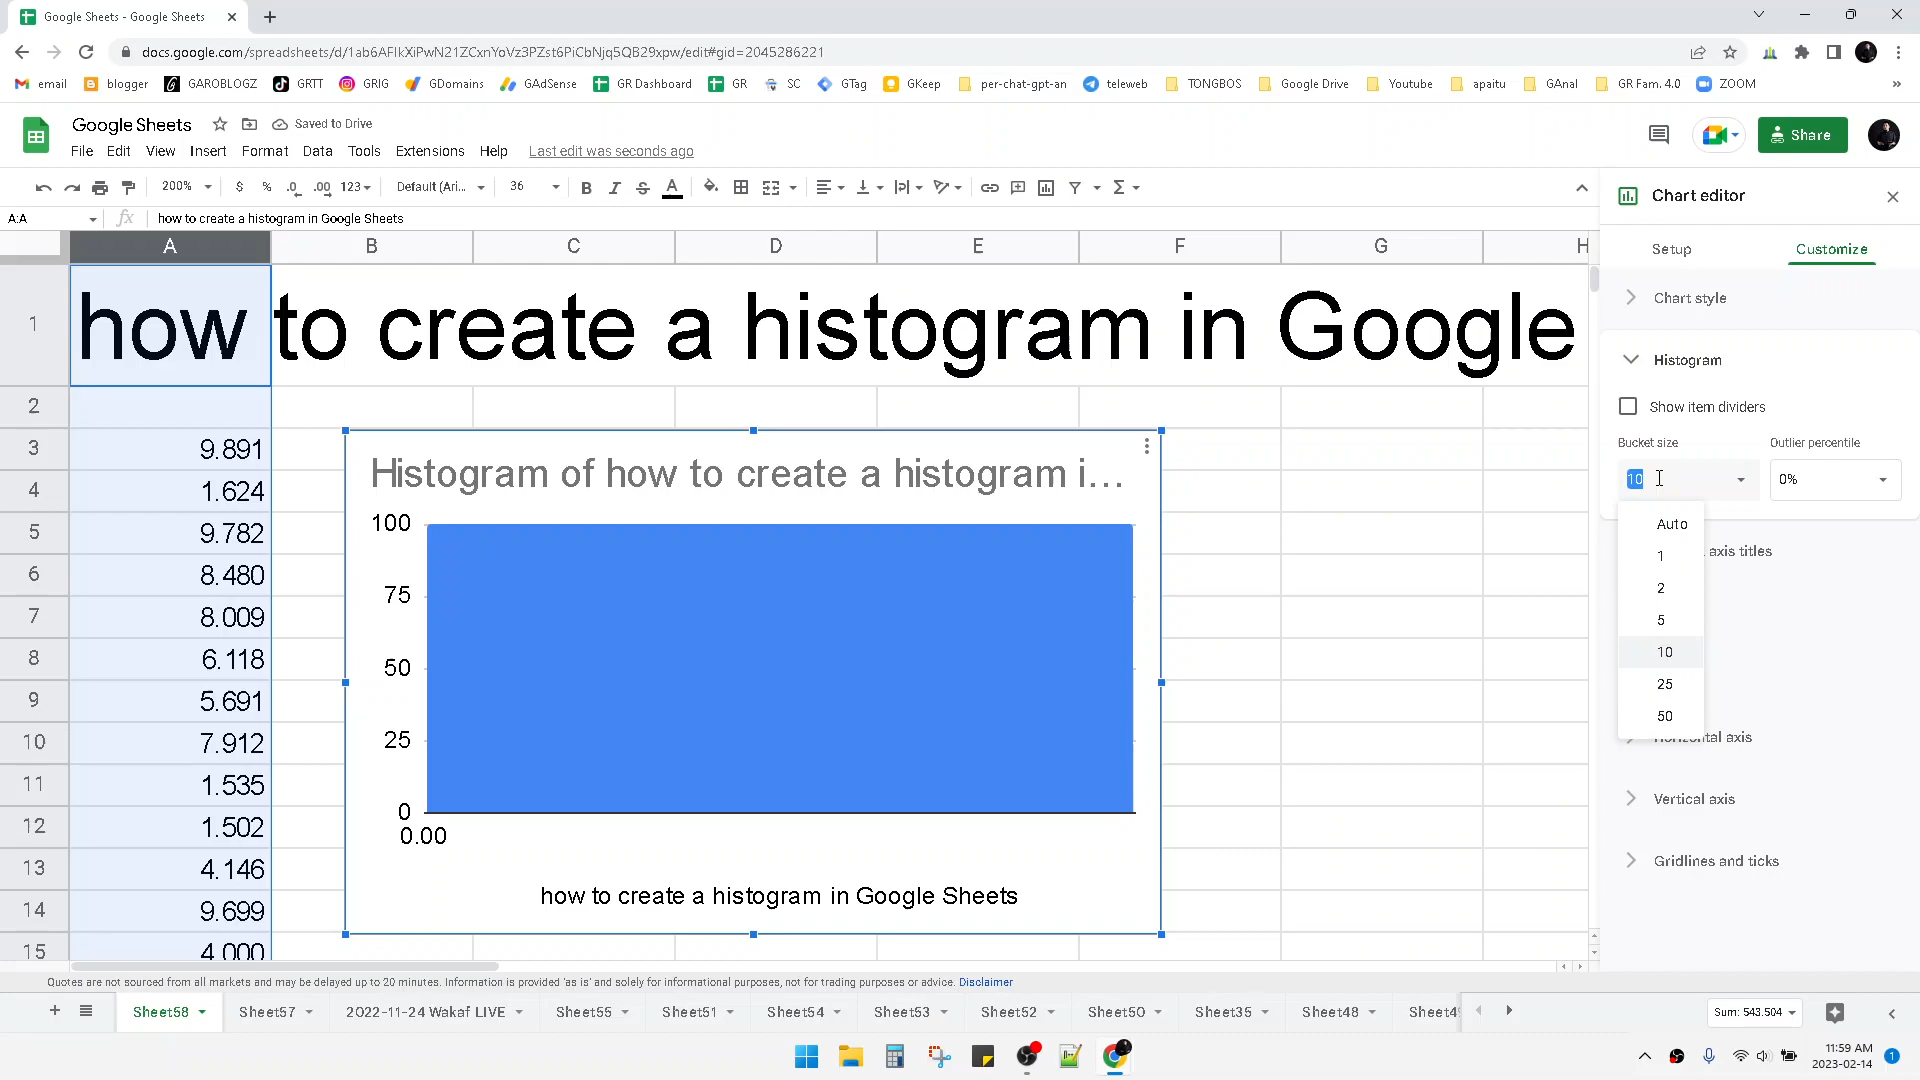 Google Sheets - Google Sheets
docs.google.com/spreadsheets/d/1ab6AFIkXiPwN21ZCxnYoVz3PZst6PiCbNjq5QB29xpw/edit#gid=2045286221
email blogger GAROBLOGZ GRTT GRIG GDomains GAdSense GR Dashboard GR SC GTag GKeep per-chat-gpt-an teleweb TONGBOS Google Drive Youtube apaitu GAnal GR Fam. 4.0 ZOOM »
Google Sheets Saved to Drive
Share
File Edit View Insert Format Data Tools Extensions Help Last edit was seconds ago
200% $ % .0 .00 123 Default (Ari... 36 B I S A Σ
Chart editor
A:A fx how to create a histogram in Google Sheets
A B C D E F G H
Setup Customize
1 how to create a histogram in Google
Chart style
Histogram
Show item dividers
Bucket size Outlier percentile
10 0%
Auto
1
2
5
10
25
50
axis titles
Horizontal axis
Vertical axis
Gridlines and ticks
2
3 9.891
4 1.624
5 9.782
6 8.480
7 8.009
8 6.118
9 5.691
10 7.912
11 1.535
12 1.502
13 4.146
14 9.699
15 4.000
Histogram of how to create a histogram i...
100
75
50
25
0
0.00
how to create a histogram in Google Sheets
Quotes are not sourced from all markets and may be delayed up to 20 minutes. Information is provided 'as is' and solely for informational purposes, not for trading purposes or advice. Disclaimer
Sheet58 Sheet57 2022-11-24 Wakaf LIVE Sheet55 Sheet51 Sheet54 Sheet53 Sheet52 Sheet50 Sheet35 Sheet48 Sheet4
Sum: 543.504
11:59 AM
2023-02-14
1